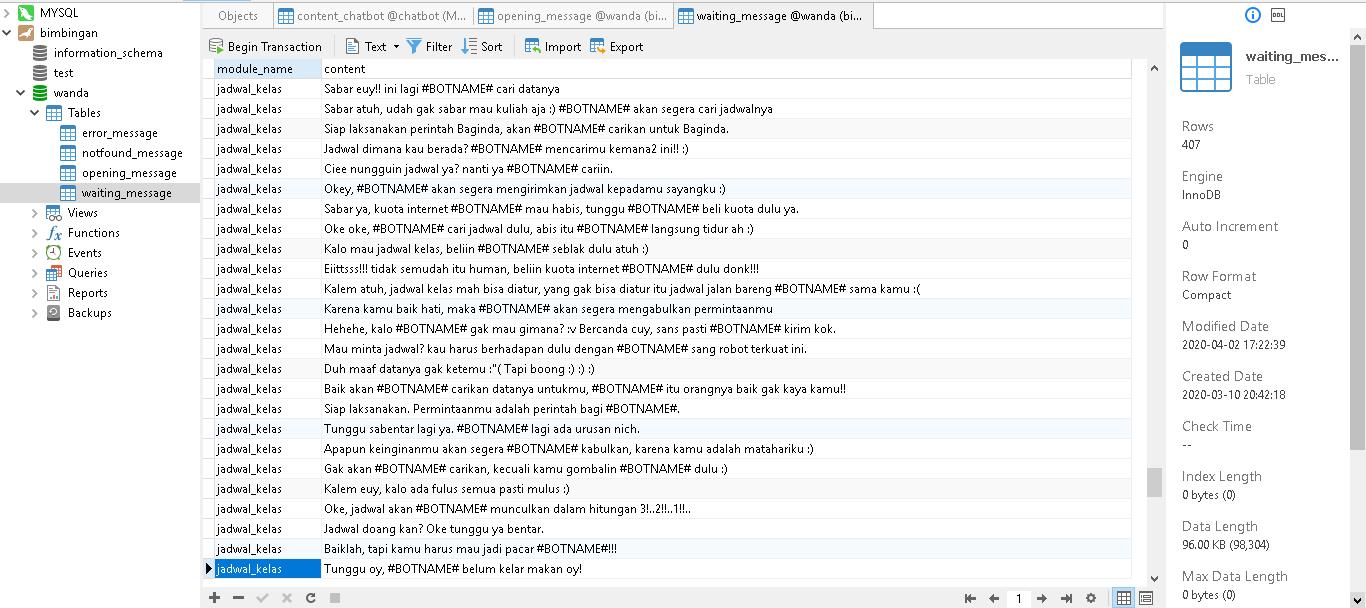 MYSQL
bimbingan
information_schema
test
wanda
Tables
error_message
notfound_message
opening_message
waiting_message
Views
Functions
Events
Queries
Reports
Backups
Objects content_chatbot @chatbot (M... opening_message @wanda (bi... waiting_message @wanda (bi...
Begin Transaction Text Filter Sort Import Export
module_name content
jadwal_kelas Sabar euy!! ini lagi #BOTNAME# cari datanya
jadwal_kelas Sabar atuh, udah gak sabar mau kuliah aja :) #BOTNAME# akan segera cari jadwalnya
jadwal_kelas Siap laksanakan perintah Baginda, akan #BOTNAME# carikan untuk Baginda.
jadwal_kelas Jadwal dimana kau berada? #BOTNAME# mencarimu kemana2 ini!! :)
jadwal_kelas Ciee nungguin jadwal ya? nanti ya #BOTNAME# cariin.
jadwal_kelas Okey, #BOTNAME# akan segera mengirimkan jadwal kepadamu sayangku :)
jadwal_kelas Sabar ya, kuota internet #BOTNAME# mau habis, tunggu #BOTNAME# beli kuota dulu ya.
jadwal_kelas Oke oke, #BOTNAME# cari jadwal dulu, abis itu #BOTNAME# langsung tidur ah :)
jadwal_kelas Kalo mau jadwal kelas, beliin #BOTNAME# seblak dulu atuh :)
jadwal_kelas Eiittsss!!! tidak semudah itu human, beliin kuota internet #BOTNAME# dulu donk!!!
jadwal_kelas Kalem atuh, jadwal kelas mah bisa diatur, yang gak bisa diatur itu jadwal jalan bareng #BOTNAME# sama kamu :(
jadwal_kelas Karena kamu baik hati, maka #BOTNAME# akan segera mengabulkan permintaanmu
jadwal_kelas Hehehe, kalo #BOTNAME# gak mau gimana? :v Bercanda cuy, sans pasti #BOTNAME# kirim kok.
jadwal_kelas Mau minta jadwal? kau harus berhadapan dulu dengan #BOTNAME# sang robot terkuat ini.
jadwal_kelas Duh maaf datanya gak ketemu :"( Tapi boong :) :) :)
jadwal_kelas Baik akan #BOTNAME# carikan datanya untukmu, #BOTNAME# itu orangnya baik gak kaya kamu!!
jadwal_kelas Siap laksanakan. Permintaanmu adalah perintah bagi #BOTNAME#.
jadwal_kelas Tunggu sabentar lagi ya. #BOTNAME# lagi ada urusan nich.
jadwal_kelas Apapun keinginanmu akan segera #BOTNAME# kabulkan, karena kamu adalah matahariku :)
jadwal_kelas Gak akan #BOTNAME# carikan, kecuali kamu gombalin #BOTNAME# dulu :)
jadwal_kelas Kalem euy, kalo ada fulus semua pasti mulus :)
jadwal_kelas Oke, jadwal akan #BOTNAME# munculkan dalam hitungan 3!..2!!..1!!..
jadwal_kelas Jadwal doang kan? Oke tunggu ya bentar.
jadwal_kelas Baiklah, tapi kamu harus mau jadi pacar #BOTNAME#!!!
jadwal_kelas Tunggu oy, #BOTNAME# belum kelar makan oy!
1
DDL
waiting_mes...
Table
Rows
407
Engine
InnoDB
Auto Increment
0
Row Format
Compact
Modified Date
2020-04-02 17:22:39
Created Date
2020-03-10 20:42:18
Check Time
--
Index Length
0 bytes (0)
Data Length
96.00 KB (98,304)
Max Data Length
0 bytes (0)